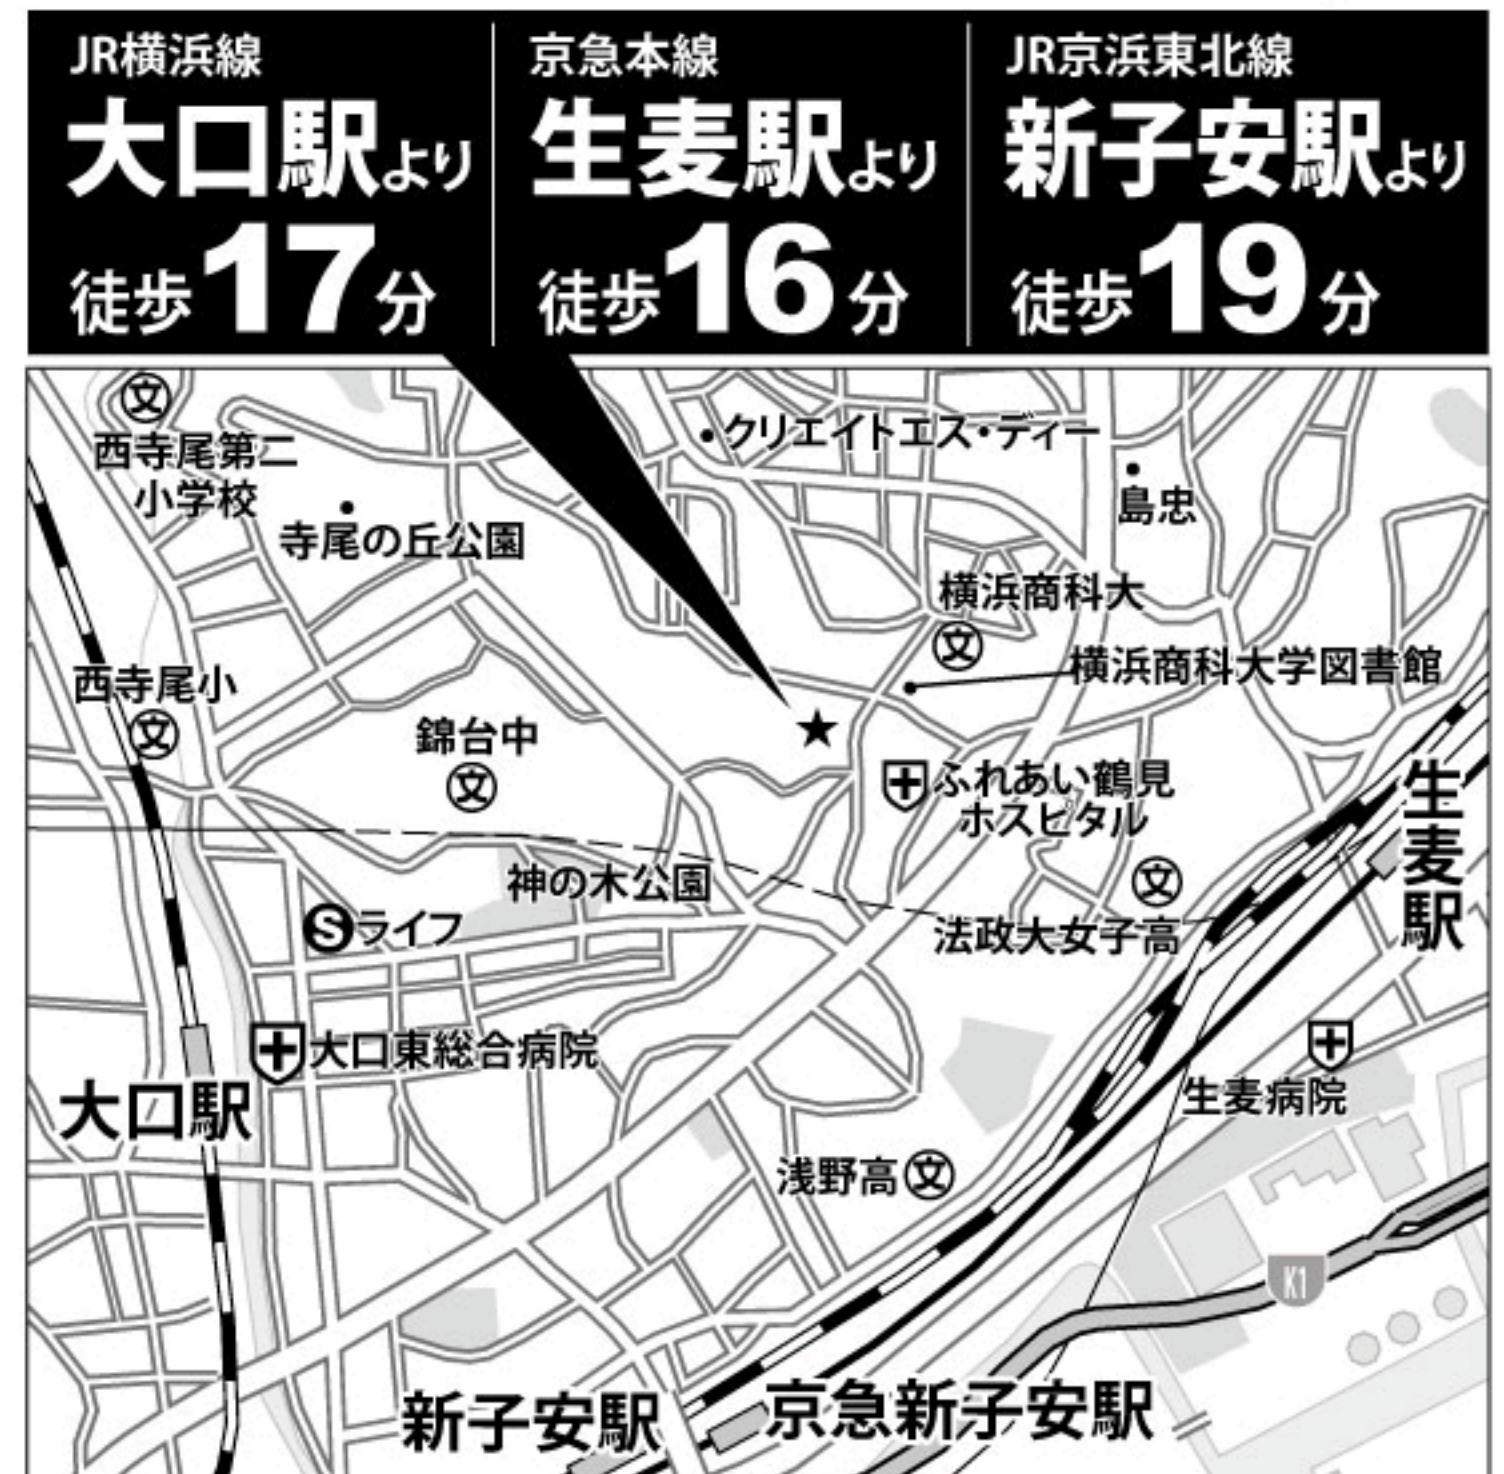 JR横浜線
大口駅より
徒歩17分
京急本線
生麦駅より
徒歩16分
JR京浜東北線
新子安駅より
徒歩19分
文
西寺尾第二
小学校
クリエイトエス・ディー
島忠
寺尾の丘公園
横浜商科大
文
横浜商科大学図書館
西寺尾小
文
錦台中
文
ふれあい鶴見
ホスピタル
生麦駅
神の木公園
文
法政大女子高
S ライフ
大口東総合病院
大口駅
生麦病院
浅野高 文
K1
新子安駅
京急新子安駅